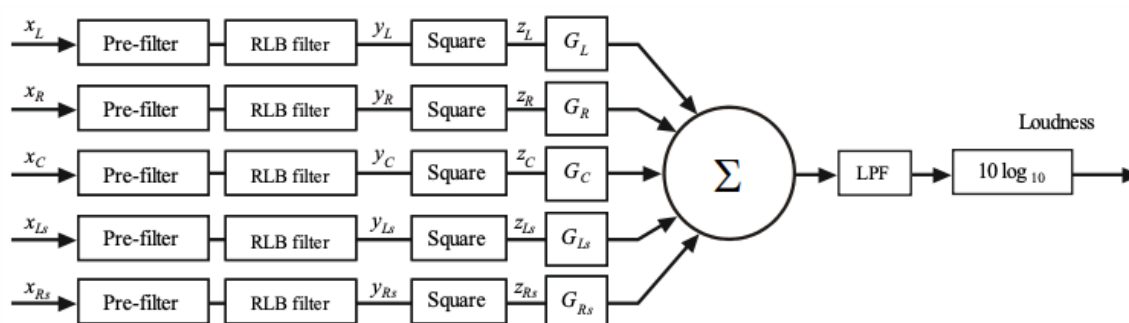 x_L Pre-filter RLB filter y_L Square z_L G_L
x_R Pre-filter RLB filter y_R Square z_R G_R
Loudness
x_C Pre-filter RLB filter y_C Square z_C G_C Σ LPF 10 log ₁₀
x_Ls Pre-filter RLB filter y_Ls Square z_Ls G_Ls
x_Rs Pre-filter RLB filter y_Rs Square z_Rs G_Rs